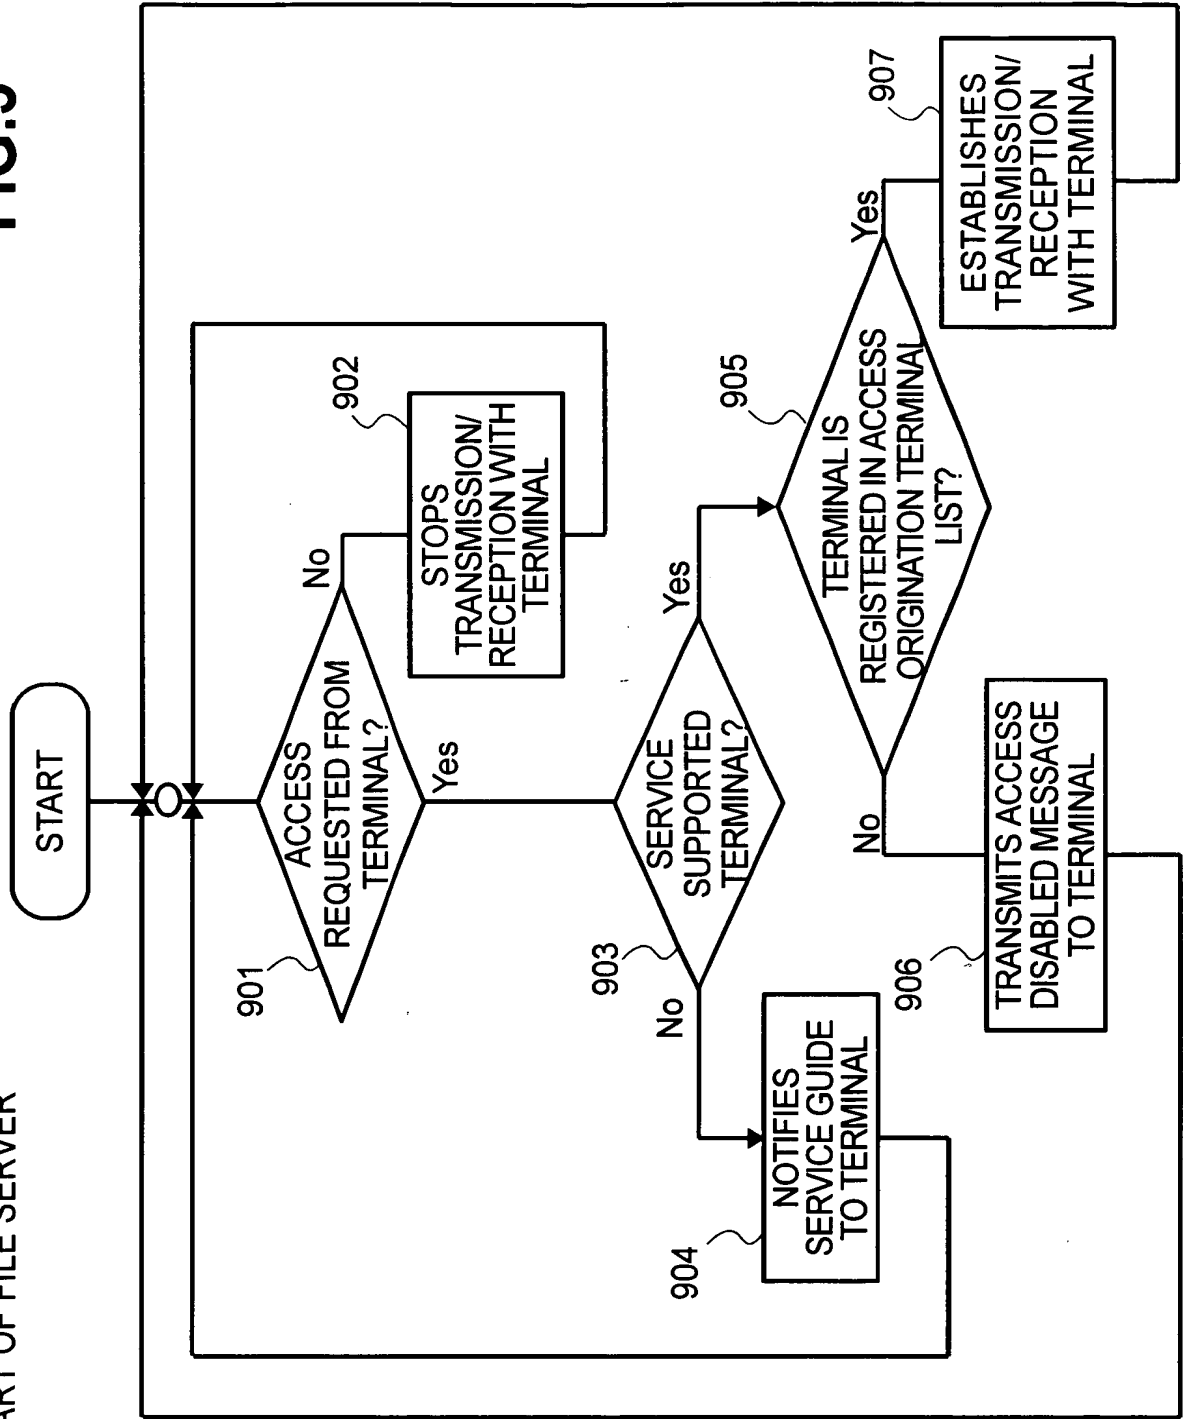 FIG.9
ART OF FILE SERVER
START
901
ACCESS
REQUESTED FROM
TERMINAL?
No
Yes
902
STOPS
TRANSMISSION/
RECEPTION WITH
TERMINAL
903
SERVICE
SUPPORTED
TERMINAL?
No
Yes
904
NOTIFIES
SERVICE GUIDE
TO TERMINAL
905
TERMINAL IS
REGISTERED IN ACCESS
ORIGINATION TERMINAL
LIST?
No
Yes
906
TRANSMITS ACCESS
DISABLED MESSAGE
TO TERMINAL
907
ESTABLISHES
TRANSMISSION/
RECEPTION
WITH TERMINAL